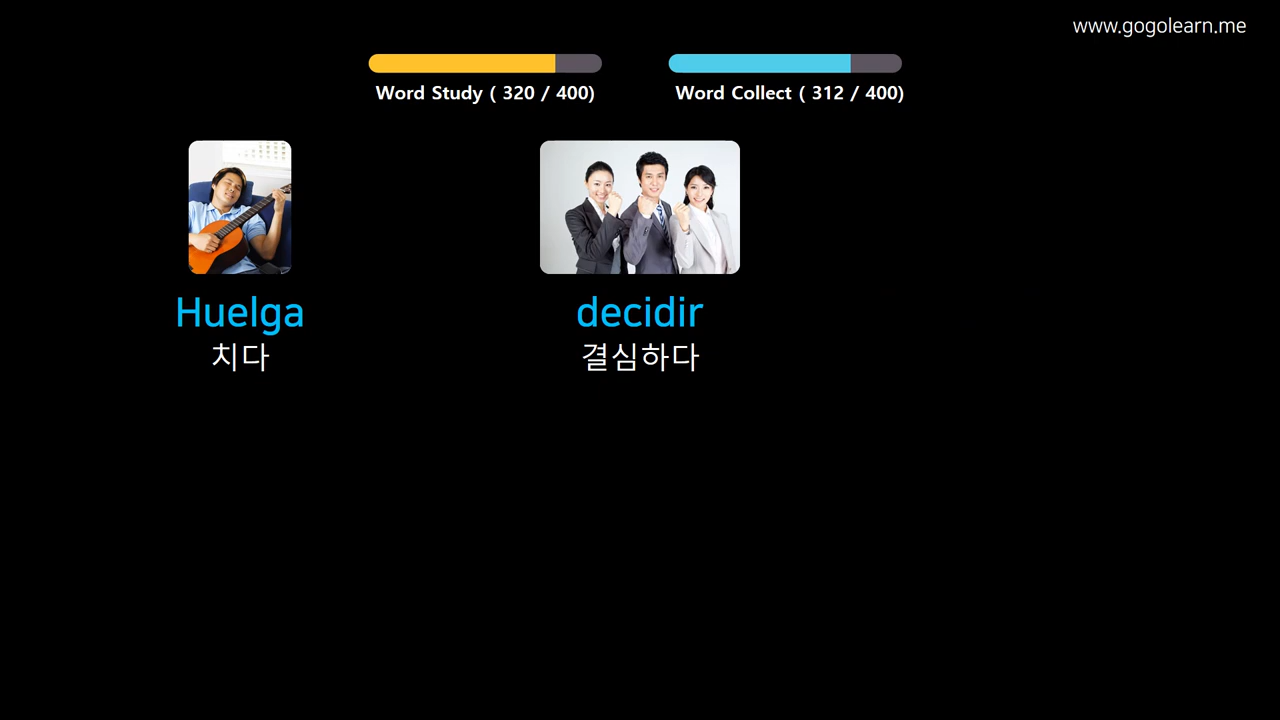 www.gogolearn.me
Word Study ( 320 / 400)
Word Collect ( 312 / 400)
Huelga
치다
decidir
결심하다